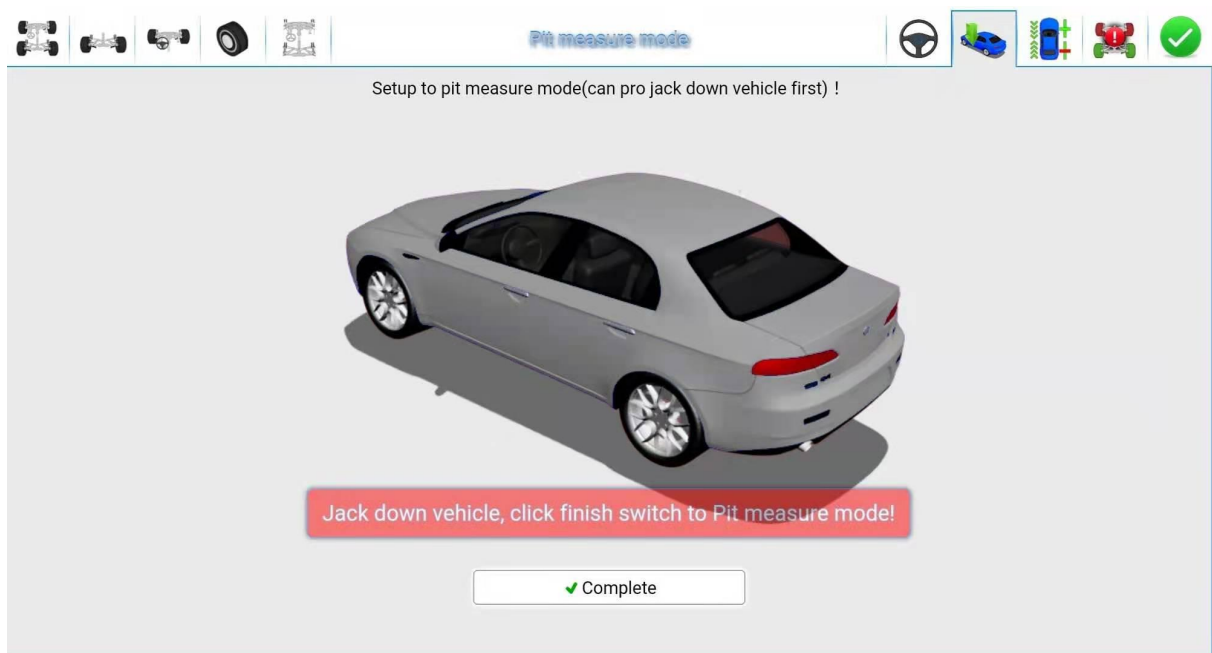 Pit measure mode
Setup to pit measure mode(can pro jack down vehicle first) !
Jack down vehicle, click finish switch to Pit measure mode!
Complete